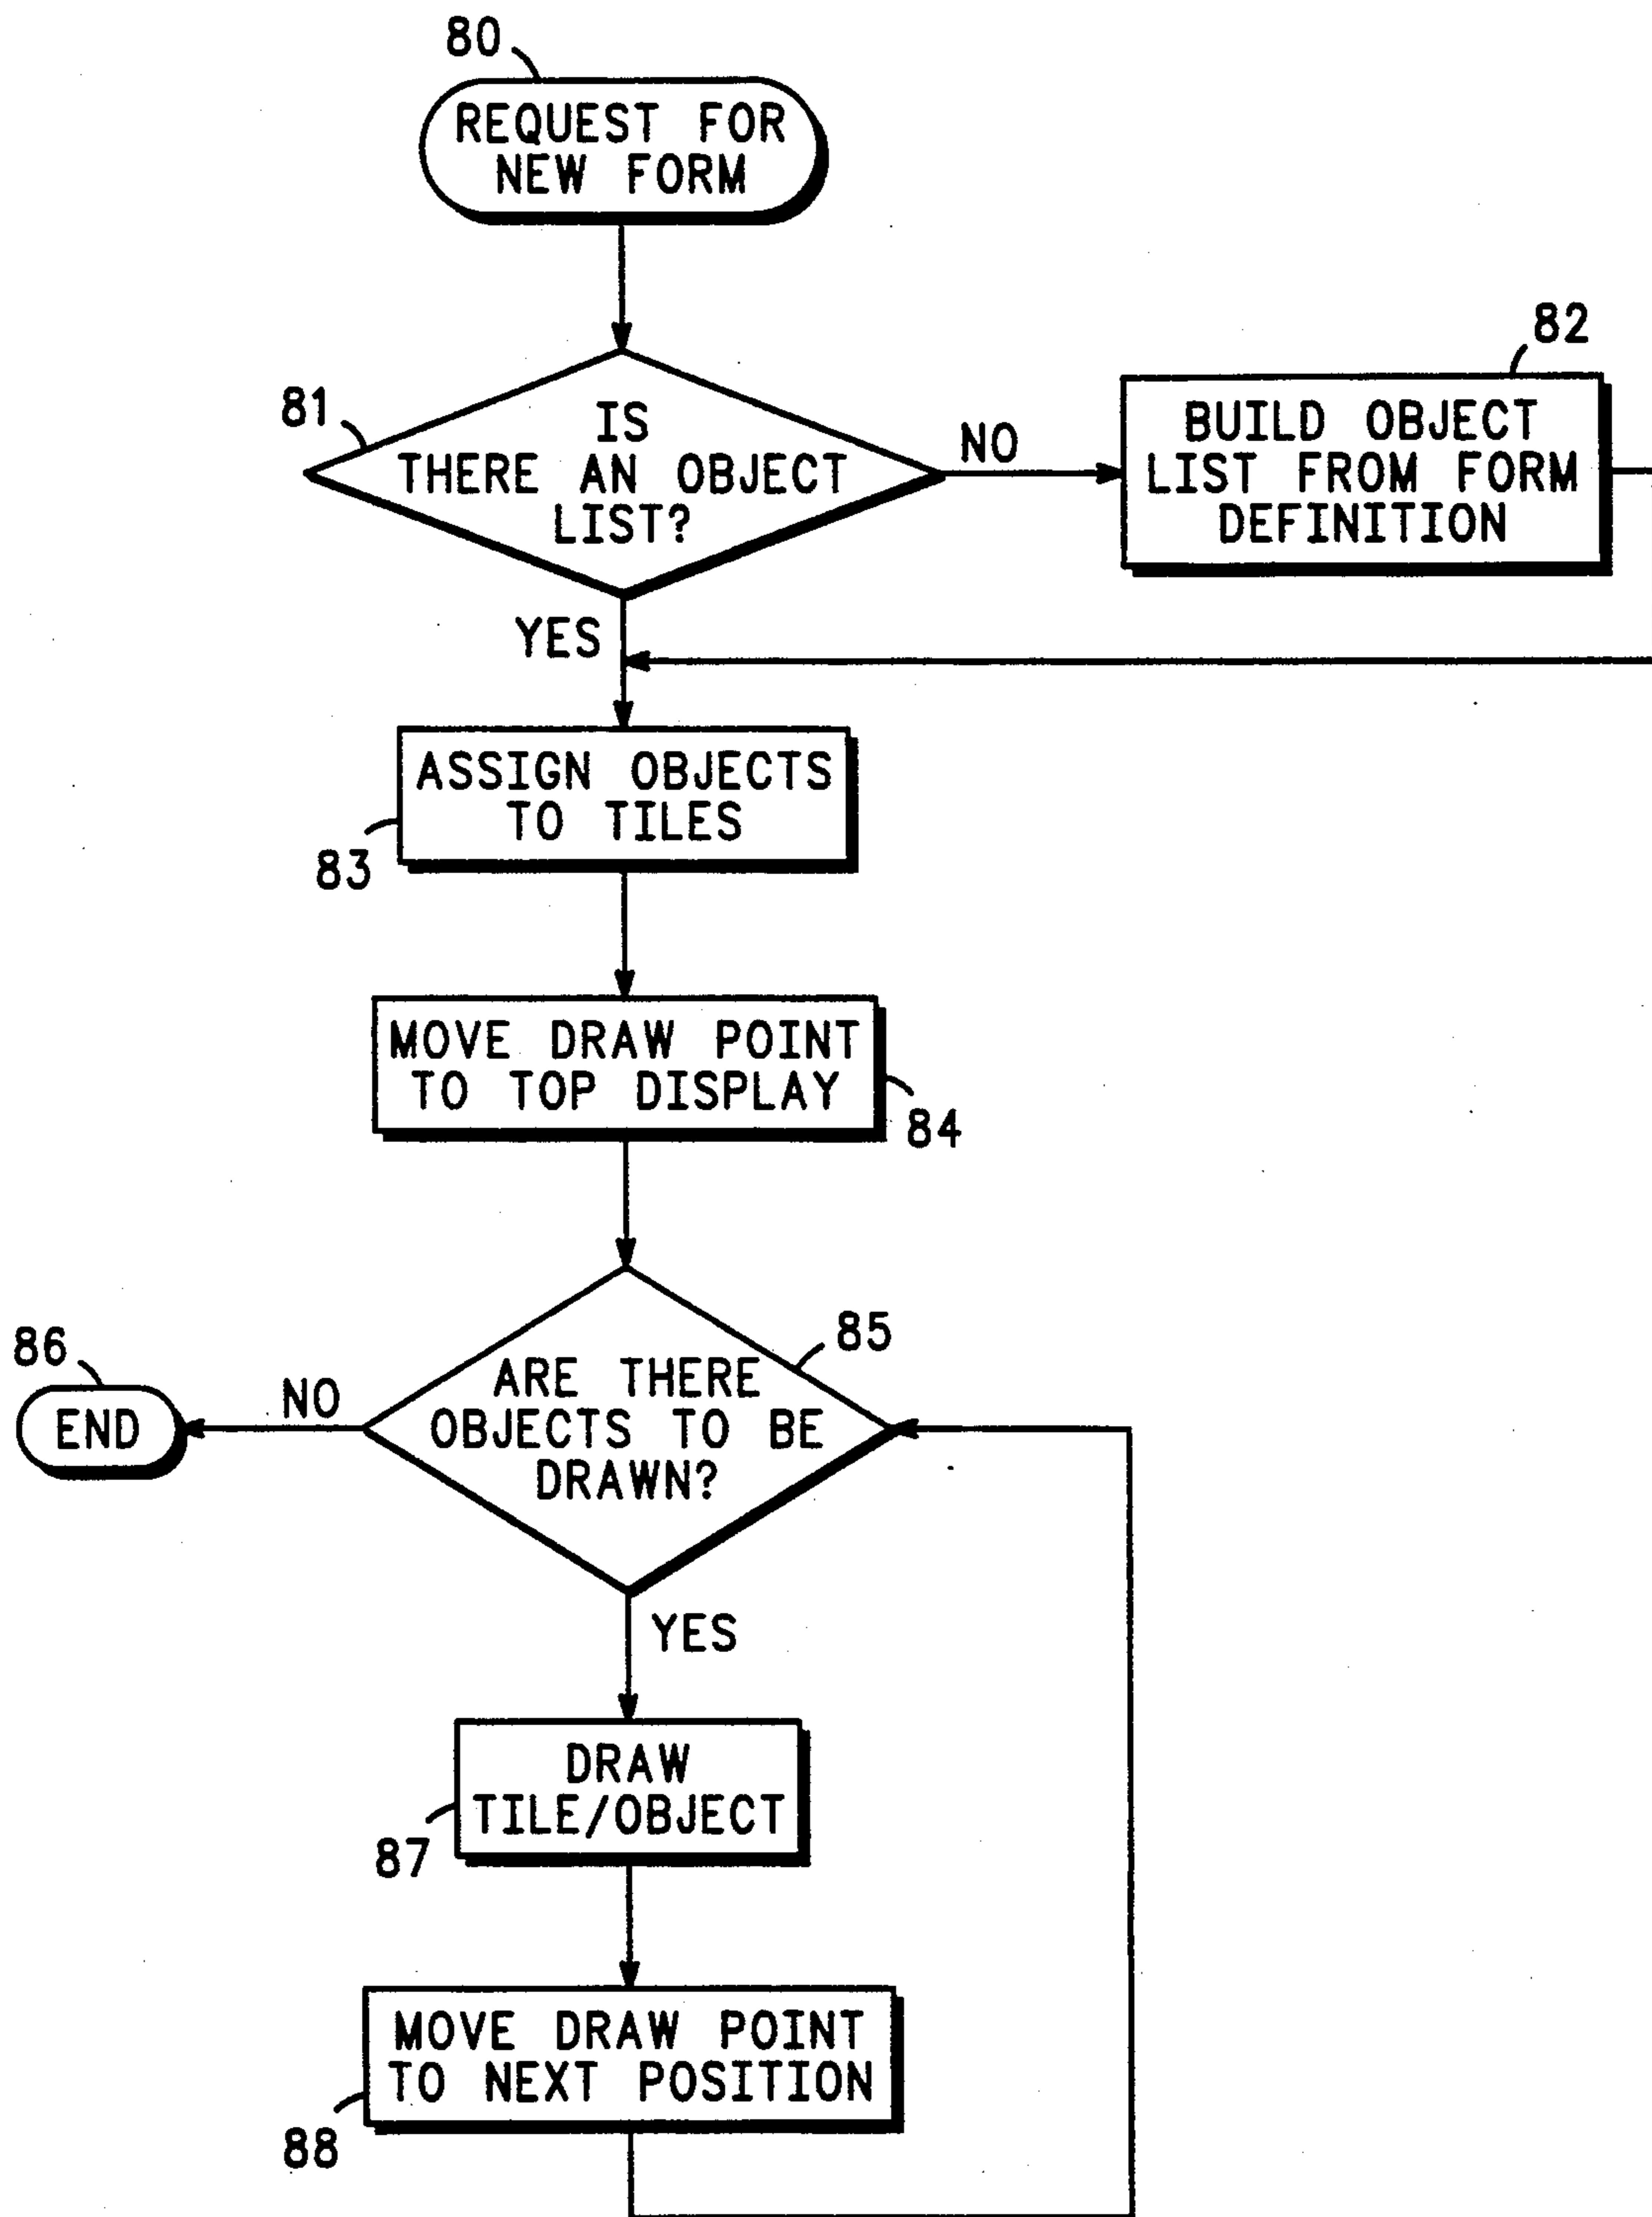 80
REQUEST FOR
NEW FORM
81
IS
THERE AN OBJECT
LIST?
NO
82
BUILD OBJECT
LIST FROM FORM
DEFINITION
YES
ASSIGN OBJECTS
TO TILES
83
MOVE DRAW POINT
TO TOP DISPLAY
84
85
ARE THERE
OBJECTS TO BE
DRAWN?
NO
86
END
YES
DRAW
TILE/OBJECT
87
MOVE DRAW POINT
TO NEXT POSITION
88